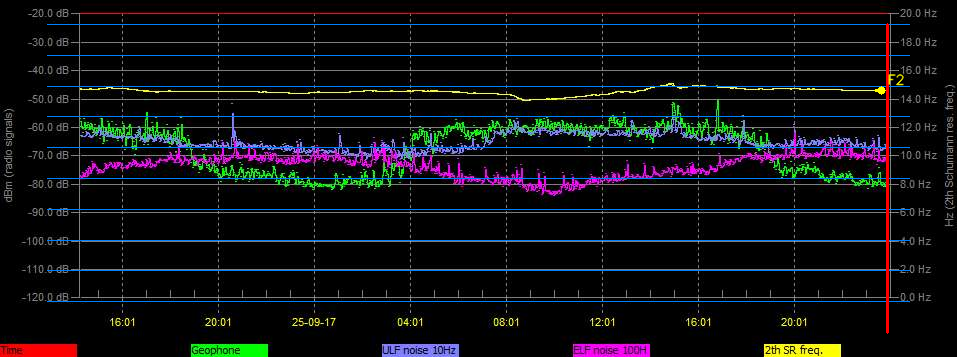 -20.0 dB
-30.0 dB
-40.0 dB
-50.0 dB
-60.0 dB
-70.0 dB
-80.0 dB
-90.0 dB
-100.0 dB
-110.0 dB
-120.0 dB
dBm (radio signals)
20.0 Hz
18.0 Hz
16.0 Hz
14.0 Hz
12.0 Hz
10.0 Hz
8.0 Hz
6.0 Hz
4.0 Hz
2.0 Hz
0.0 Hz
Hz (2th Schumann res. freq.)
F2
16:01 20:01 25-09-17 04:01 08:01 12:01 16:01 20:01
Time Geophone ULF noise 10Hz ELF noise 100H 2th SR freq.